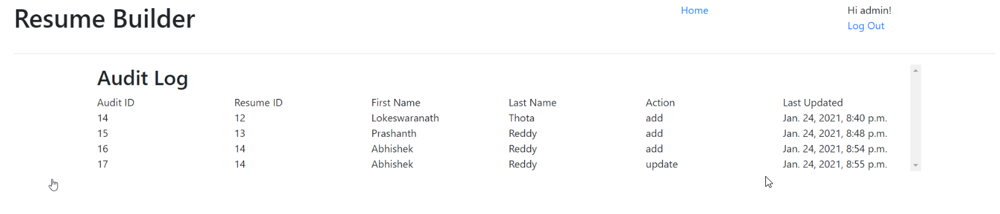 Resume Builder Home Hi admin!
Log Out
Audit Log
Audit ID Resume ID First Name Last Name Action Last Updated
14 12 Lokeswaranath Thota add Jan. 24, 2021, 8:40 p.m.
15 13 Prashanth Reddy add Jan. 24, 2021, 8:48 p.m.
16 14 Abhishek Reddy add Jan. 24, 2021, 8:54 p.m.
17 14 Abhishek Reddy update Jan. 24, 2021, 8:55 p.m.